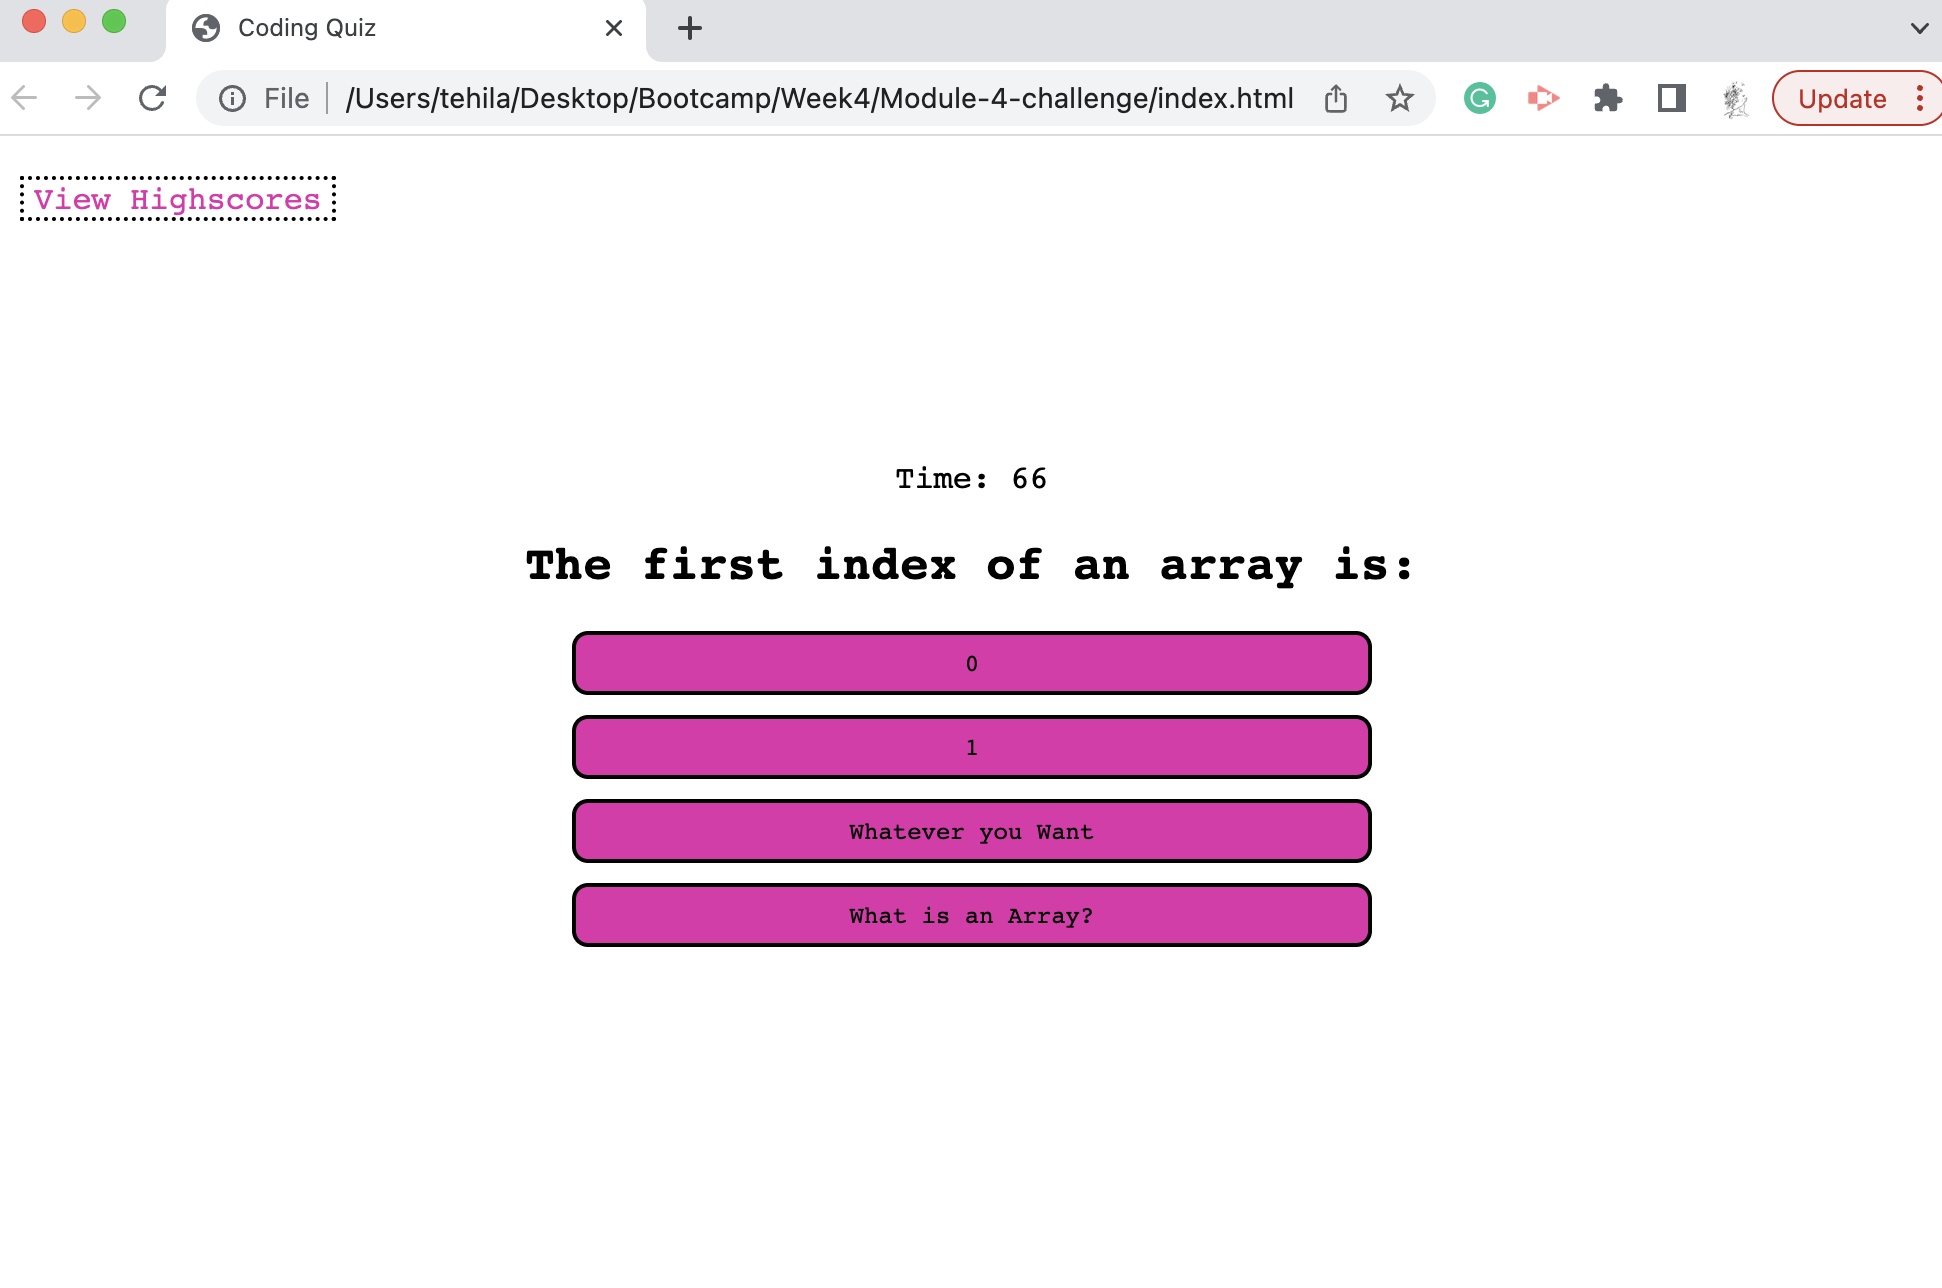 Coding Quiz
File /Users/tehila/Desktop/Bootcamp/Week4/Module-4-challenge/index.html Update
View Highscores
Time: 66
The first index of an array is:
0
1
Whatever you Want
What is an Array?